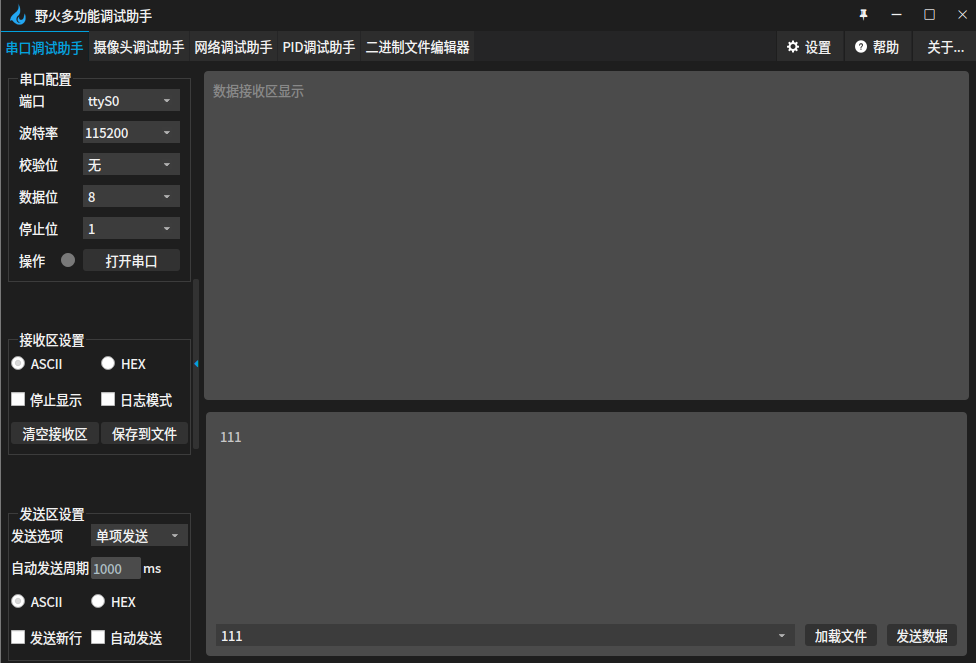 野火多功能调试助手
串口调试助手 摄像头调试助手 网络调试助手 PID调试助手 二进制文件编辑器 设置 帮助 关于...
串口配置
端口 ttyS0
波特率 115200
校验位 无
数据位 8
停止位 1
操作 打开串口
接收区设置
ASCII HEX
停止显示 日志模式
清空接收区 保存到文件
发送区设置
发送选项 单项发送
自动发送周期 1000 ms
ASCII HEX
发送新行 自动发送
数据接收区显示
111
111 加载文件 发送数据